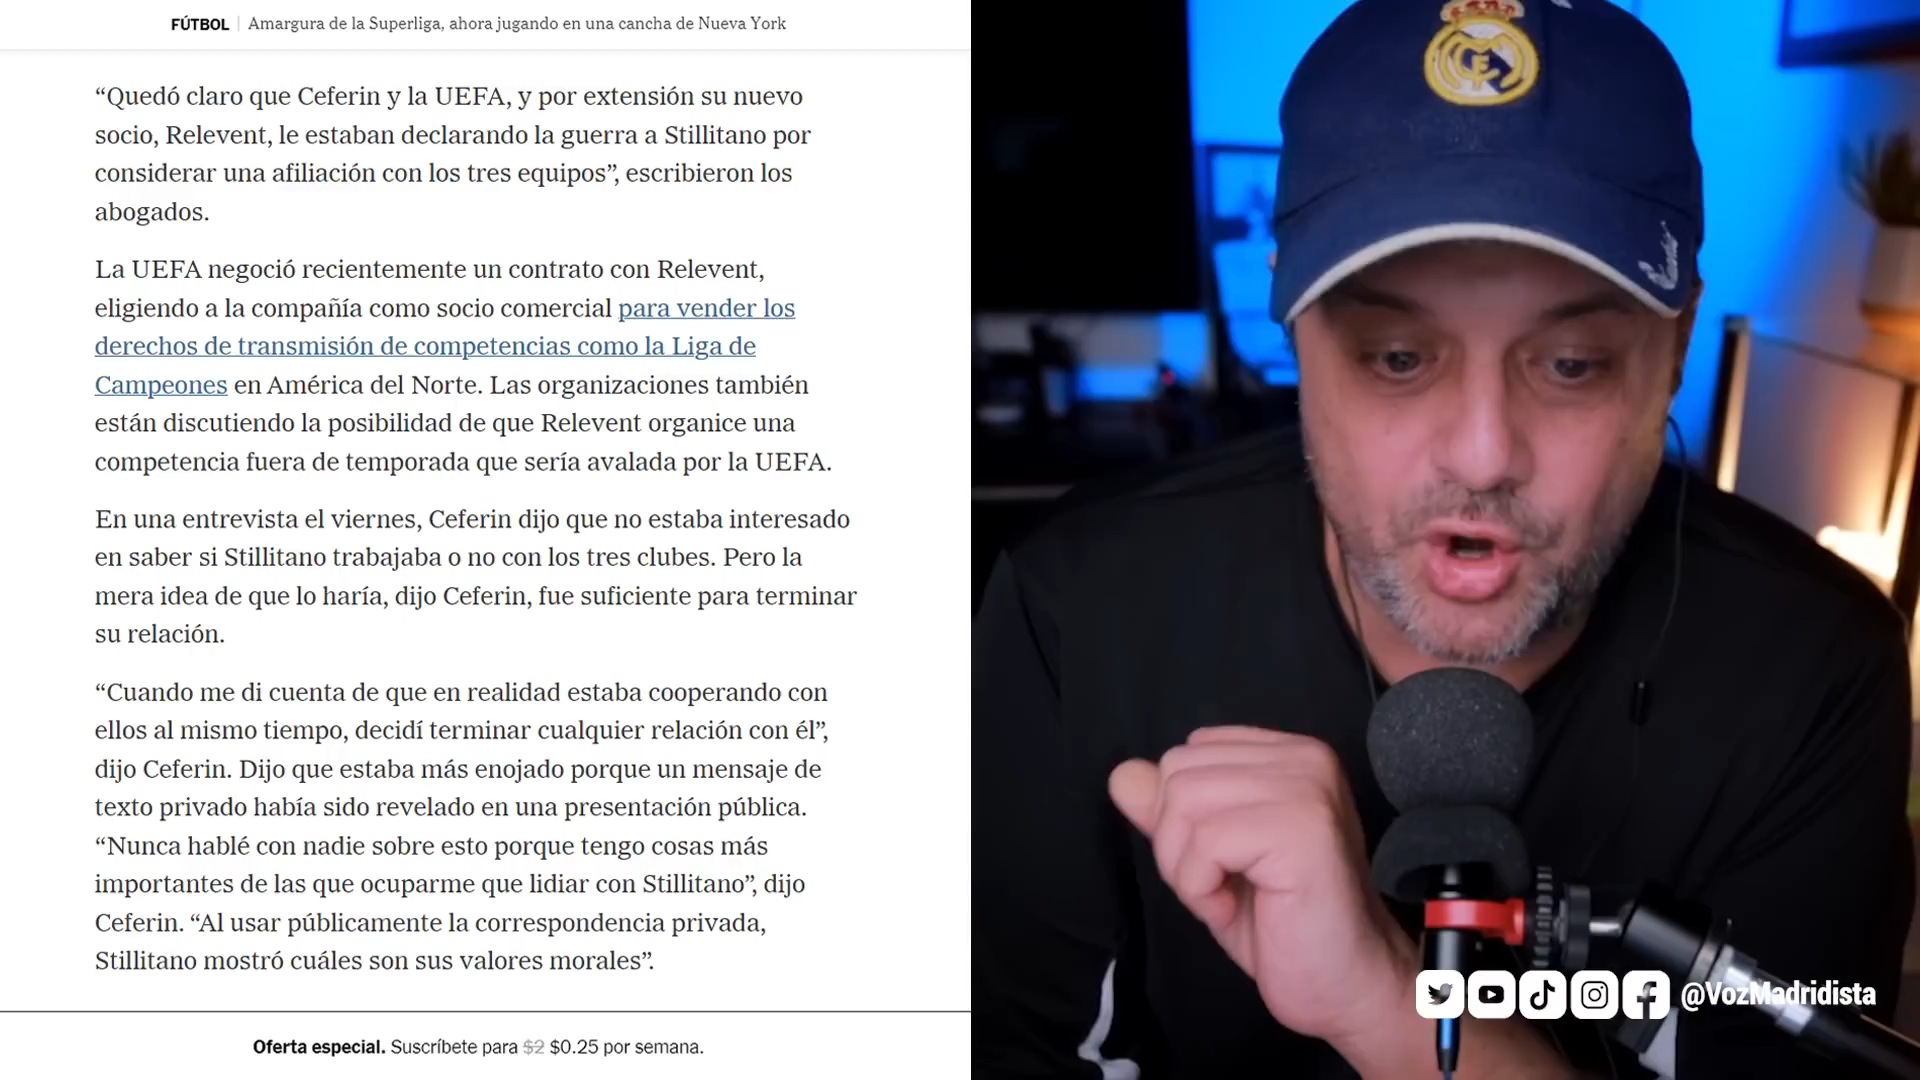 FÚTBOL | Amargura de la Superliga, ahora jugando en una cancha de Nueva York
“Quedó claro que Ceferin y la UEFA, y por extensión su nuevo
socio, Relevent, le estaban declarando la guerra a Stillitano por
considerar una afiliación con los tres equipos”, escribieron los
abogados.
La UEFA negoció recientemente un contrato con Relevent,
eligiendo a la compañía como socio comercial para vender los
derechos de transmisión de competencias como la Liga de
Campeones en América del Norte. Las organizaciones también
están discutiendo la posibilidad de que Relevent organice una
competencia fuera de temporada que sería avalada por la UEFA.
En una entrevista el viernes, Ceferin dijo que no estaba interesado
en saber si Stillitano trabajaba o no con los tres clubes. Pero la
mera idea de que lo haría, dijo Ceferin, fue suficiente para terminar
su relación.
“Cuando me di cuenta de que en realidad estaba cooperando con
ellos al mismo tiempo, decidí terminar cualquier relación con él”,
dijo Ceferin. Dijo que estaba más enojado porque un mensaje de
texto privado había sido revelado en una presentación pública.
“Nunca hablé con nadie sobre esto porque tengo cosas más
importantes de las que ocuparme que lidiar con Stillitano”, dijo
Ceferin. “Al usar públicamente la correspondencia privada,
Stillitano mostró cuáles son sus valores morales”.
Oferta especial. Suscríbete para $2 $0.25 por semana.
@VozMadridista